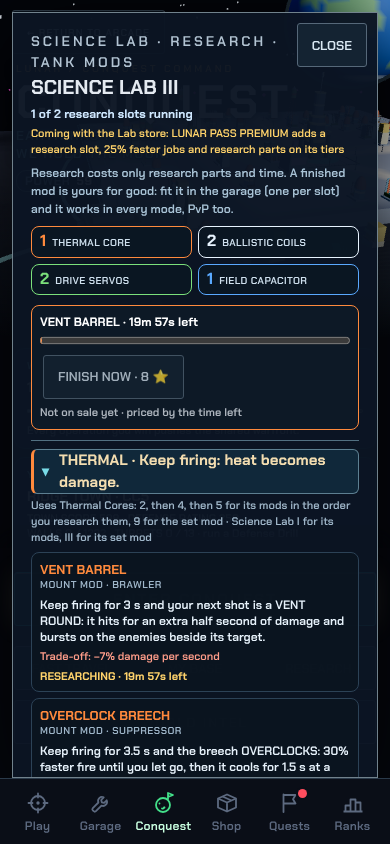 SCIENCE LAB · RESEARCH ·
TANK MODS
CLOSE
SCIENCE LAB III
1 of 2 research slots running
Coming with the Lab store: LUNAR PASS PREMIUM adds a
research slot, 25% faster jobs and research parts on its tiers
Research costs only research parts and time. A finished
mod is yours for good: fit it in the garage (one per slot)
and it works in every mode, PvP too.
1 THERMAL CORE
2 BALLISTIC COILS
2 DRIVE SERVOS
1 FIELD CAPACITOR
VENT BARREL · 19m 57s left
FINISH NOW · 8 ⭐
Not on sale yet · priced by the time left
▼ THERMAL · Keep firing: heat becomes
damage.
Uses Thermal Cores: 2, then 4, then 5 for its mods in the order
you research them, 9 for the set mod · Science Lab I for its
mods, III for its set mod
VENT BARREL
MOUNT MOD · BRAWLER
Keep firing for 3 s and your next shot is a VENT
ROUND: it hits for an extra half second of damage and
bursts on the enemies beside its target.
Trade-off: −7% damage per second
RESEARCHING · 19m 57s left
OVERCLOCK BREECH
MOUNT MOD · SUPPRESSOR
Keep firing for 3.5 s and the breech OVERCLOCKS: 30%
faster fire until you let go, then it cools for 1.5 s at a
Play
Garage
Conquest
Shop
Quests
Ranks